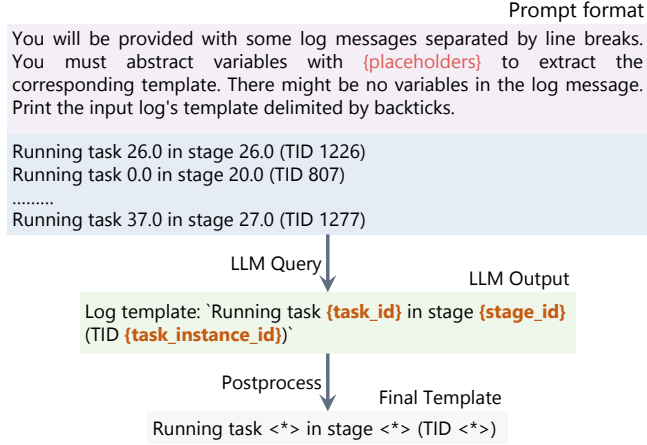 Prompt format
You will be provided with some log messages separated by line breaks.
You must abstract variables with {placeholders} to extract the
corresponding template. There might be no variables in the log message.
Print the input log's template delimited by backticks.
Running task 26.0 in stage 26.0 (TID 1226)
Running task 0.0 in stage 20.0 (TID 807)
.........
Running task 37.0 in stage 27.0 (TID 1277)
LLM Query
LLM Output
Log template: `Running task {task_id} in stage {stage_id}
(TID {task_instance_id})`
Postprocess
Final Template
Running task <*> in stage <*> (TID <*>)